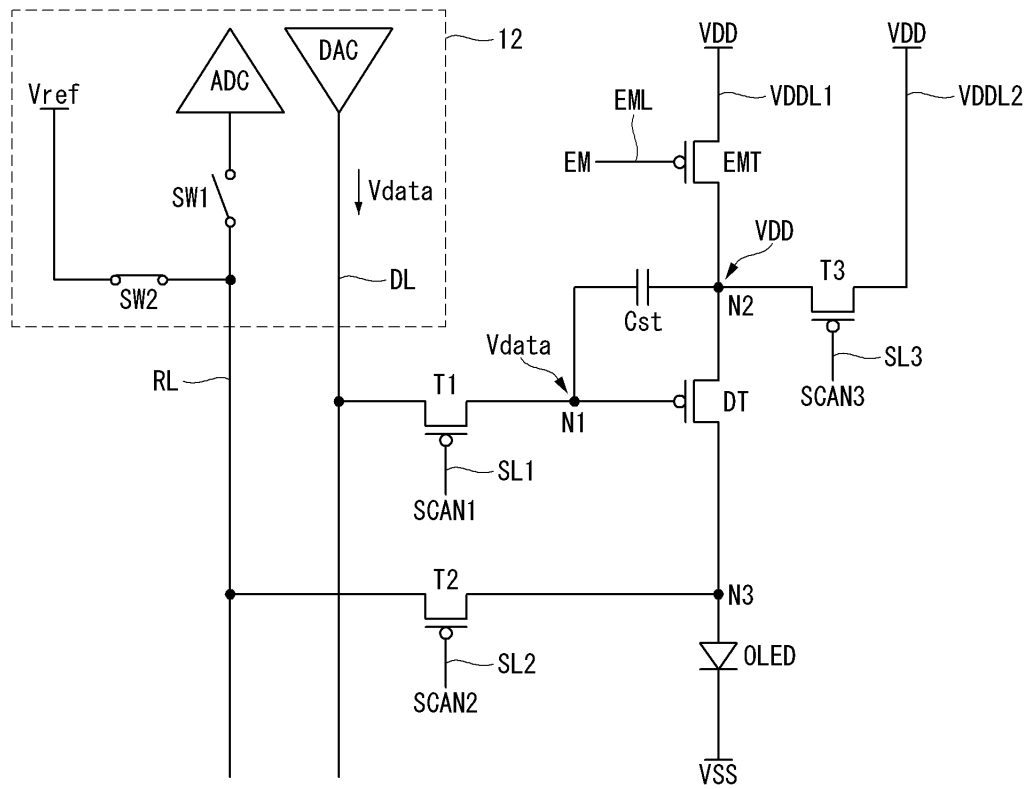 12
VDD
VDD
DAC
ADC
Vref
VDDL1
VDDL2
EML
EM
EMT
SW1
Vdata
VDD
T3
DL
SW2
N2
Cst
Vdata
SL3
RL
T1
DT
SCAN3
N1
SL1
SCAN1
T2
N3
SL2
OLED
SCAN2
VSS